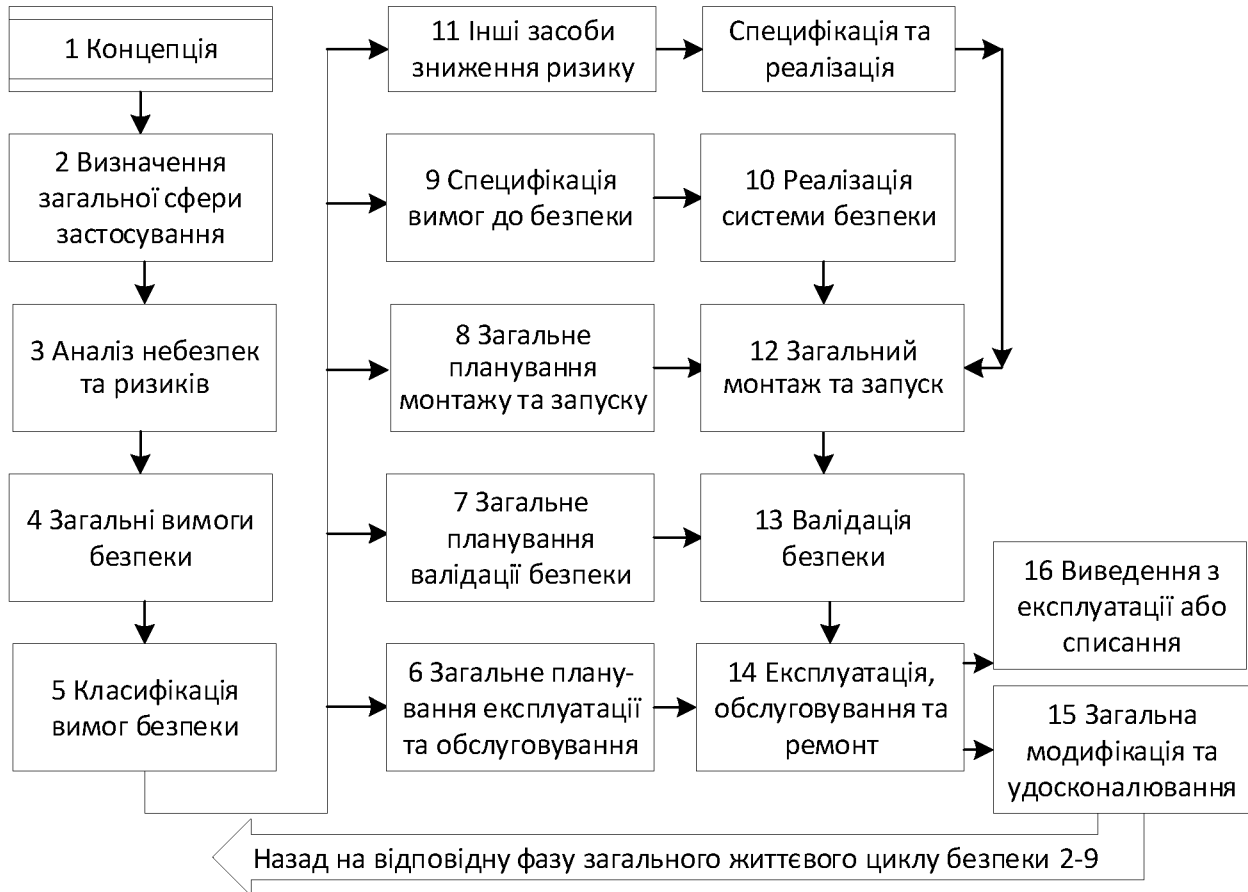 1 Концепція
2 Визначення
загальної сфери
застосування
3 Аналіз небезпек
та ризиків
4 Загальні вимоги
безпеки
5 Класифікація
вимог безпеки
11 Інші засоби
зниження ризику
Специфікація та
реалізація
9 Специфікація
вимог до безпеки
10 Реалізація
системи безпеки
8 Загальне
планування
монтажу та запуску
12 Загальний
монтаж та запуск
7 Загальне
планування
валідації безпеки
13 Валідація
безпеки
6 Загальне плану-
вання експлуатації
та обслуговування
14 Експлуатація,
обслуговування та
ремонт
16 Виведення з
експлуатації або
списання
15 Загальна
модифікація та
удосконалювання
Назад на відповідну фазу загального життєвого циклу безпеки 2-9